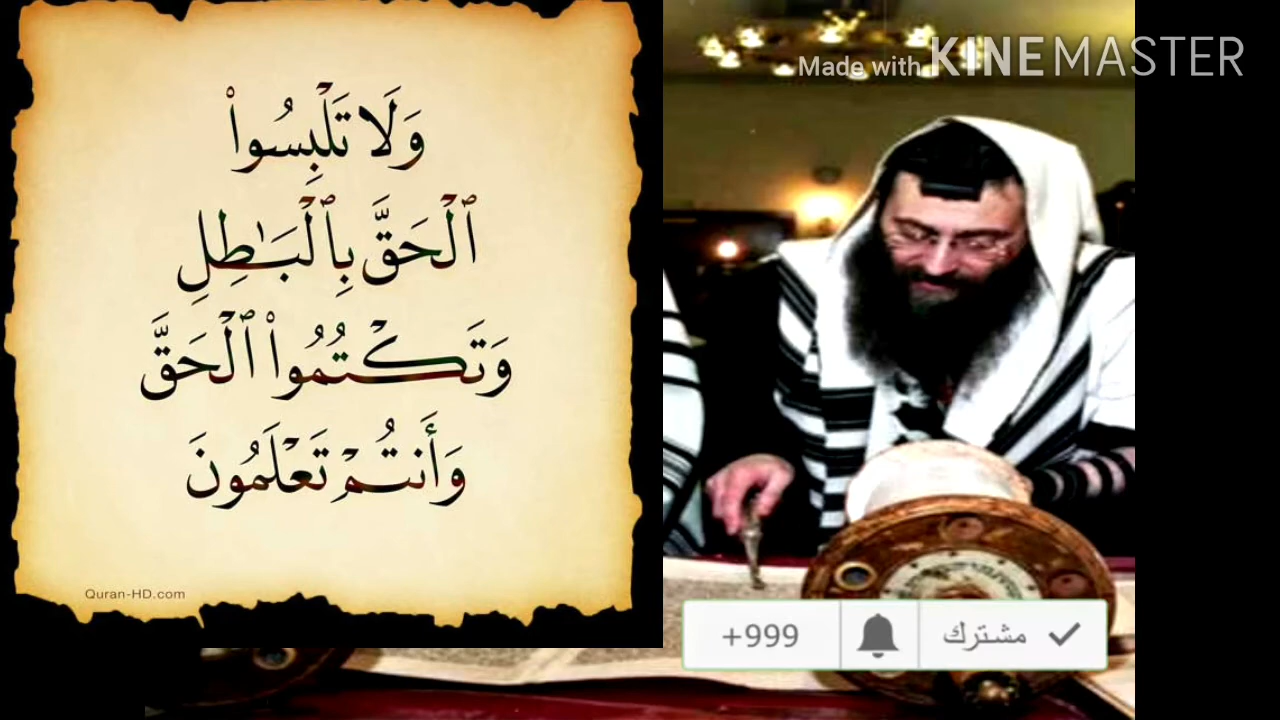 وَلَا تَلْبِسُوا۟
ٱلْحَقَّ بِٱلْبَـٰطِلِ
وَتَكْتُمُوا۟ ٱلْحَقَّ
وَأَنتُمْ تَعْلَمُونَ
Quran-HD.com
Made with KINEMASTER
+999
مشترك